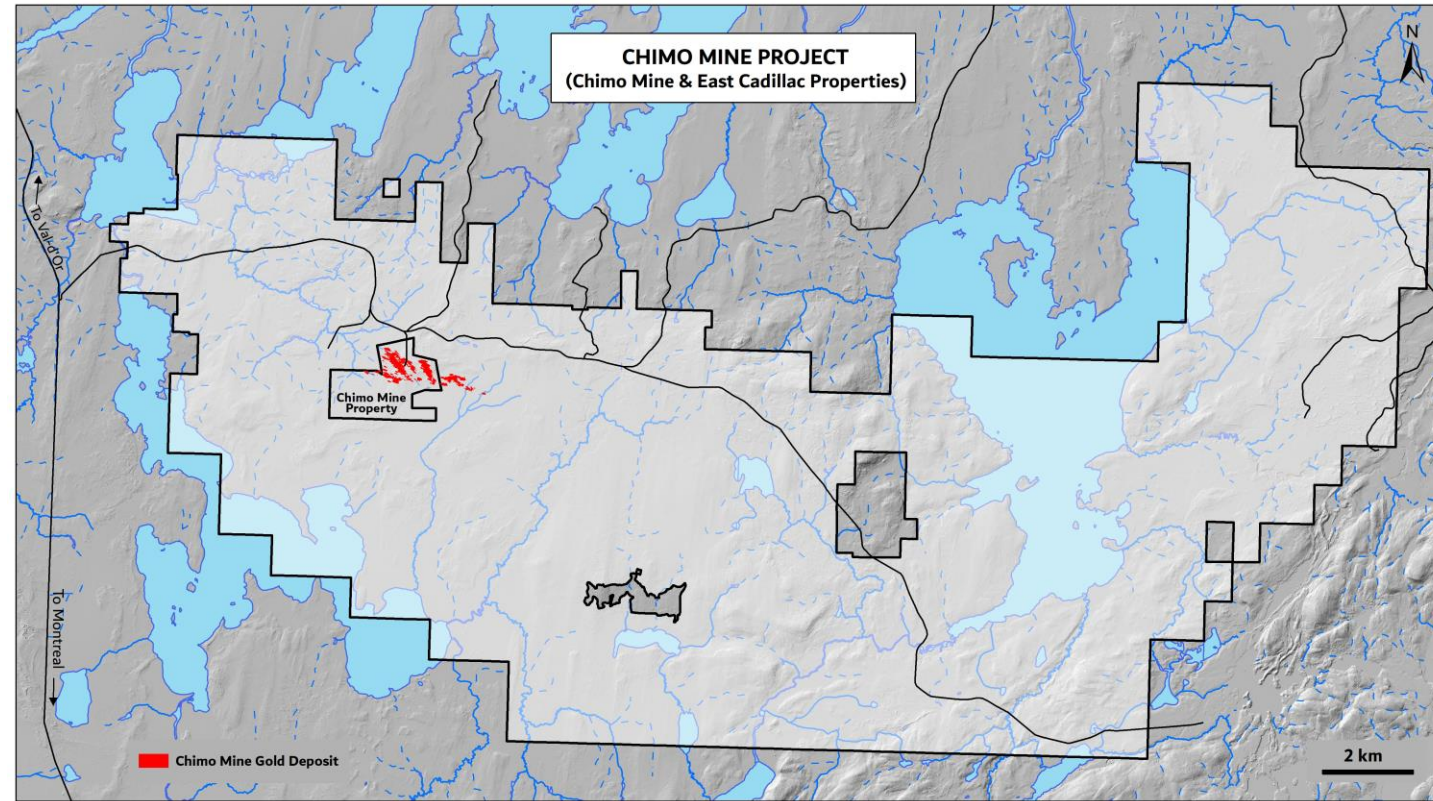 CHIMO MINE PROJECT
(Chimo Mine & East Cadillac Properties)
N
To Val-d'Or
Chimo Mine
Property
To Montreal
Chimo Mine Gold Deposit
2 km